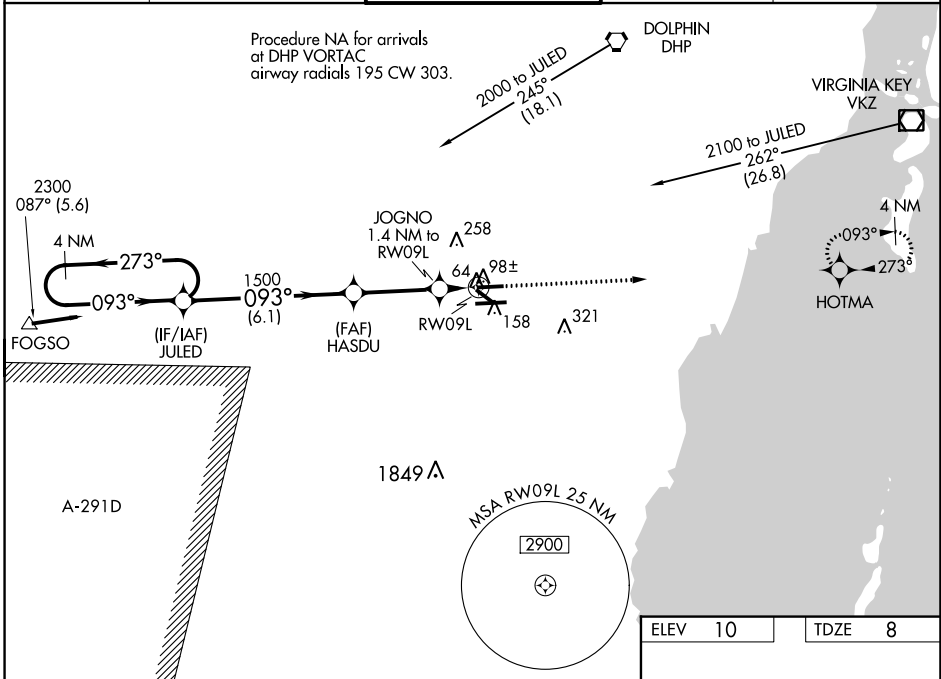 Procedure NA for arrivals
at DHP VORTAC
airway radials 195 CW 303.
DOLPHIN
DHP
2000 to JULED
245°
(18.1)
VIRGINIA KEY
VKZ
2100 to JULED
262°
(26.8)
2300
087° (5.6)
4 NM
273°
093°
FOGSO
(IF/IAF)
JULED
1500
093°
(6.1)
(FAF)
HASDU
JOGNO
1.4 NM to
RW09L
258
64
98±
RW09L
158
321
4 NM
093°
273°
HOTMA
A-291D
1849
MSA RW09L 25 NM
2900
ELEV 10
TDZE 8